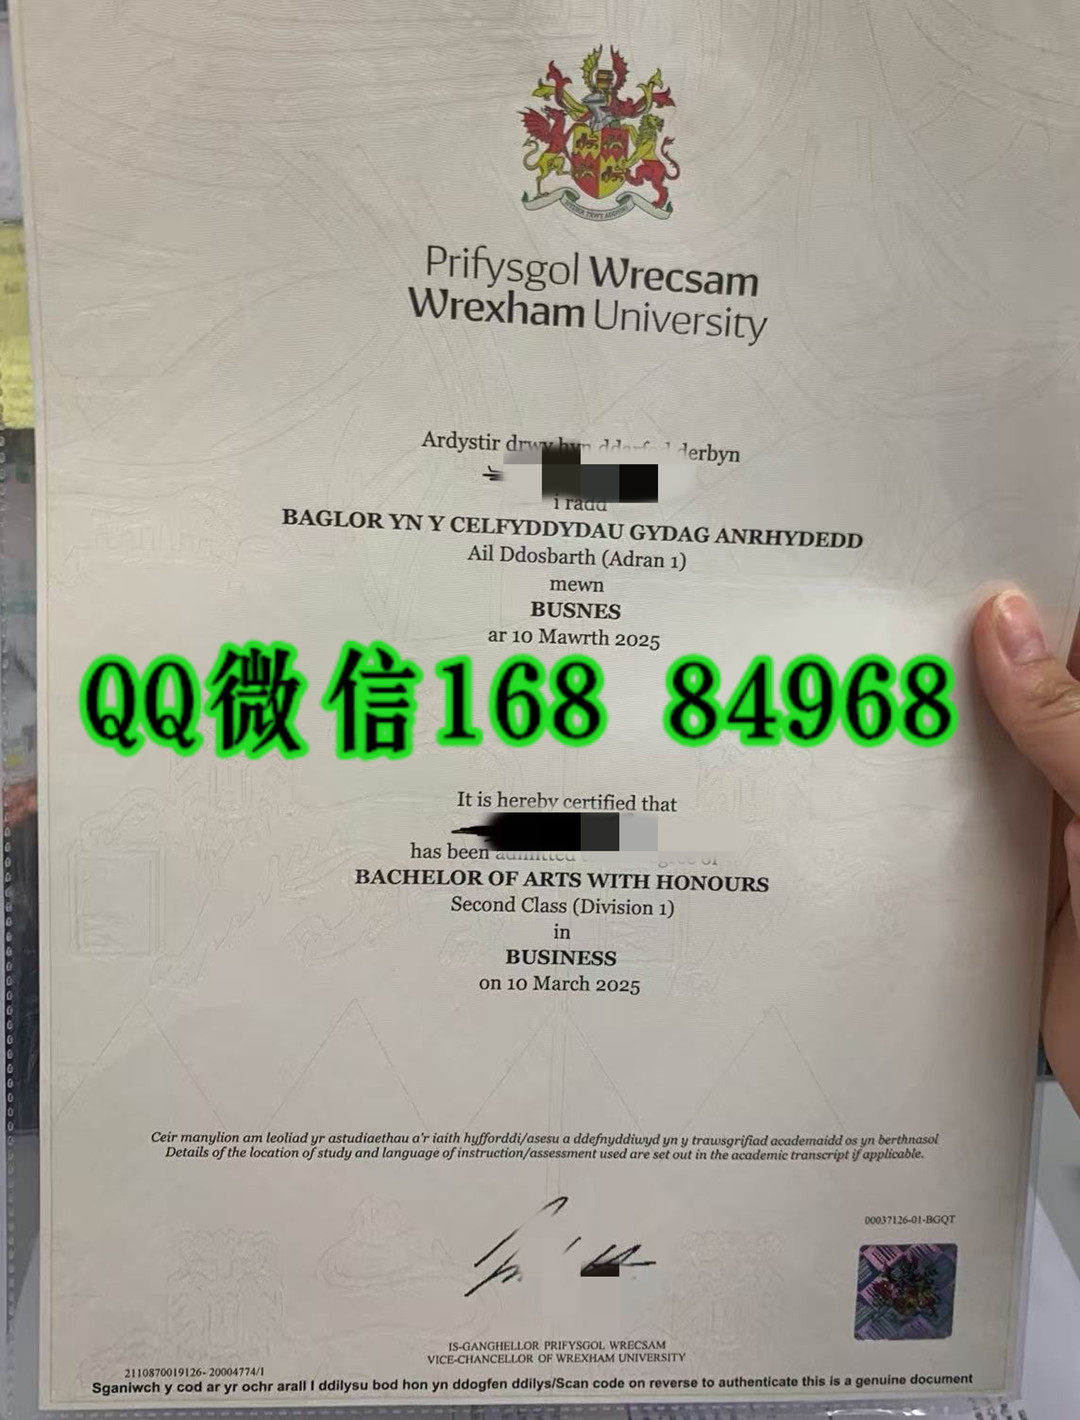 Prifysgol Wrecsam
Wrexham University
Ardystir drwy hyn ddarfod dderbyn
i radd
BAGLOR YN Y CELFYDDYDAU GYDAG ANRHYDEDD
Ail Ddosbarth (Adran 1)
mewn
BUSNES
ar 10 Mawrth 2025
QQ微信168 84968
It is hereby certified that
has been admitted degree of
BACHELOR OF ARTS WITH HONOURS
Second Class (Division 1)
in
BUSINESS
on 10 March 2025
Ceir manylion am leoliad yr astudiaethau a'r iaith hyfforddi/asesu a ddefnyddiwyd yn y trawsgrifiad academaidd os yn berthnasol
Details of the location of study and language of instruction/assessment used are set out in the academic transcript if applicable.
00037126-01-BGQT
IS-GANGHELLOR PRIFYSGOL WRECSAM
VICE-CHANCELLOR OF WREXHAM UNIVERSITY
2110870019126- 20004774/1
Sganiwch y cod ar yr ochr arall I ddilysu bod hon yn ddogfen ddilys/Scan code on reverse to authenticate this is a genuine document